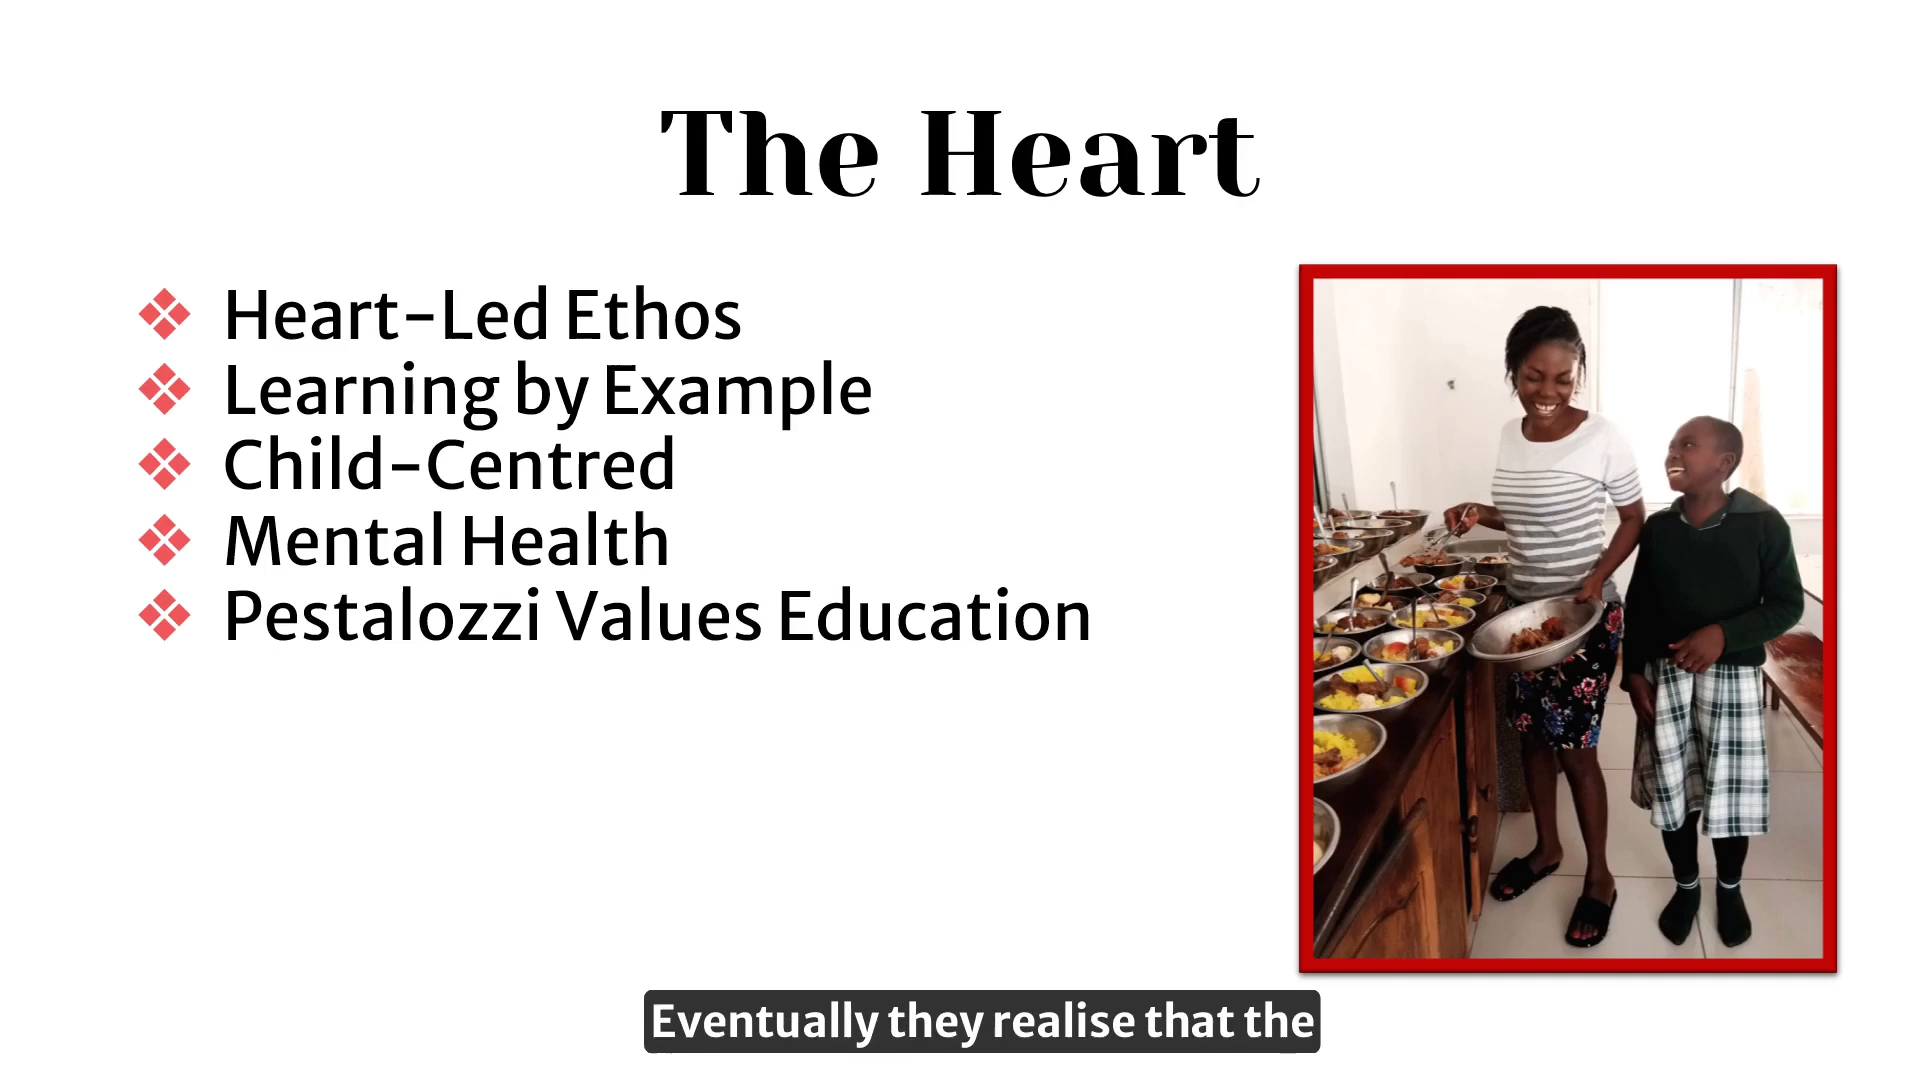 The Heart
Heart-Led Ethos
Learning by Example
Child-Centred
Mental Health
Pestalozzi Values Education
Eventually they realise that the